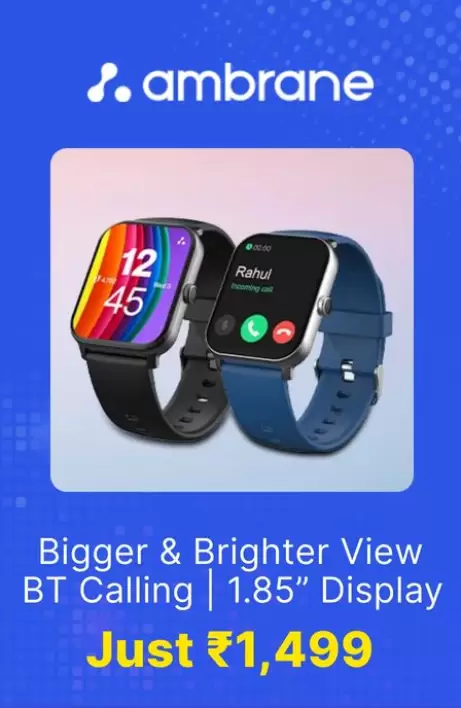 ambrane
12
45
00:00
Rahul
Incoming call
Bigger & Brighter View
BT Calling | 1.85” Display
Just ₹1,499